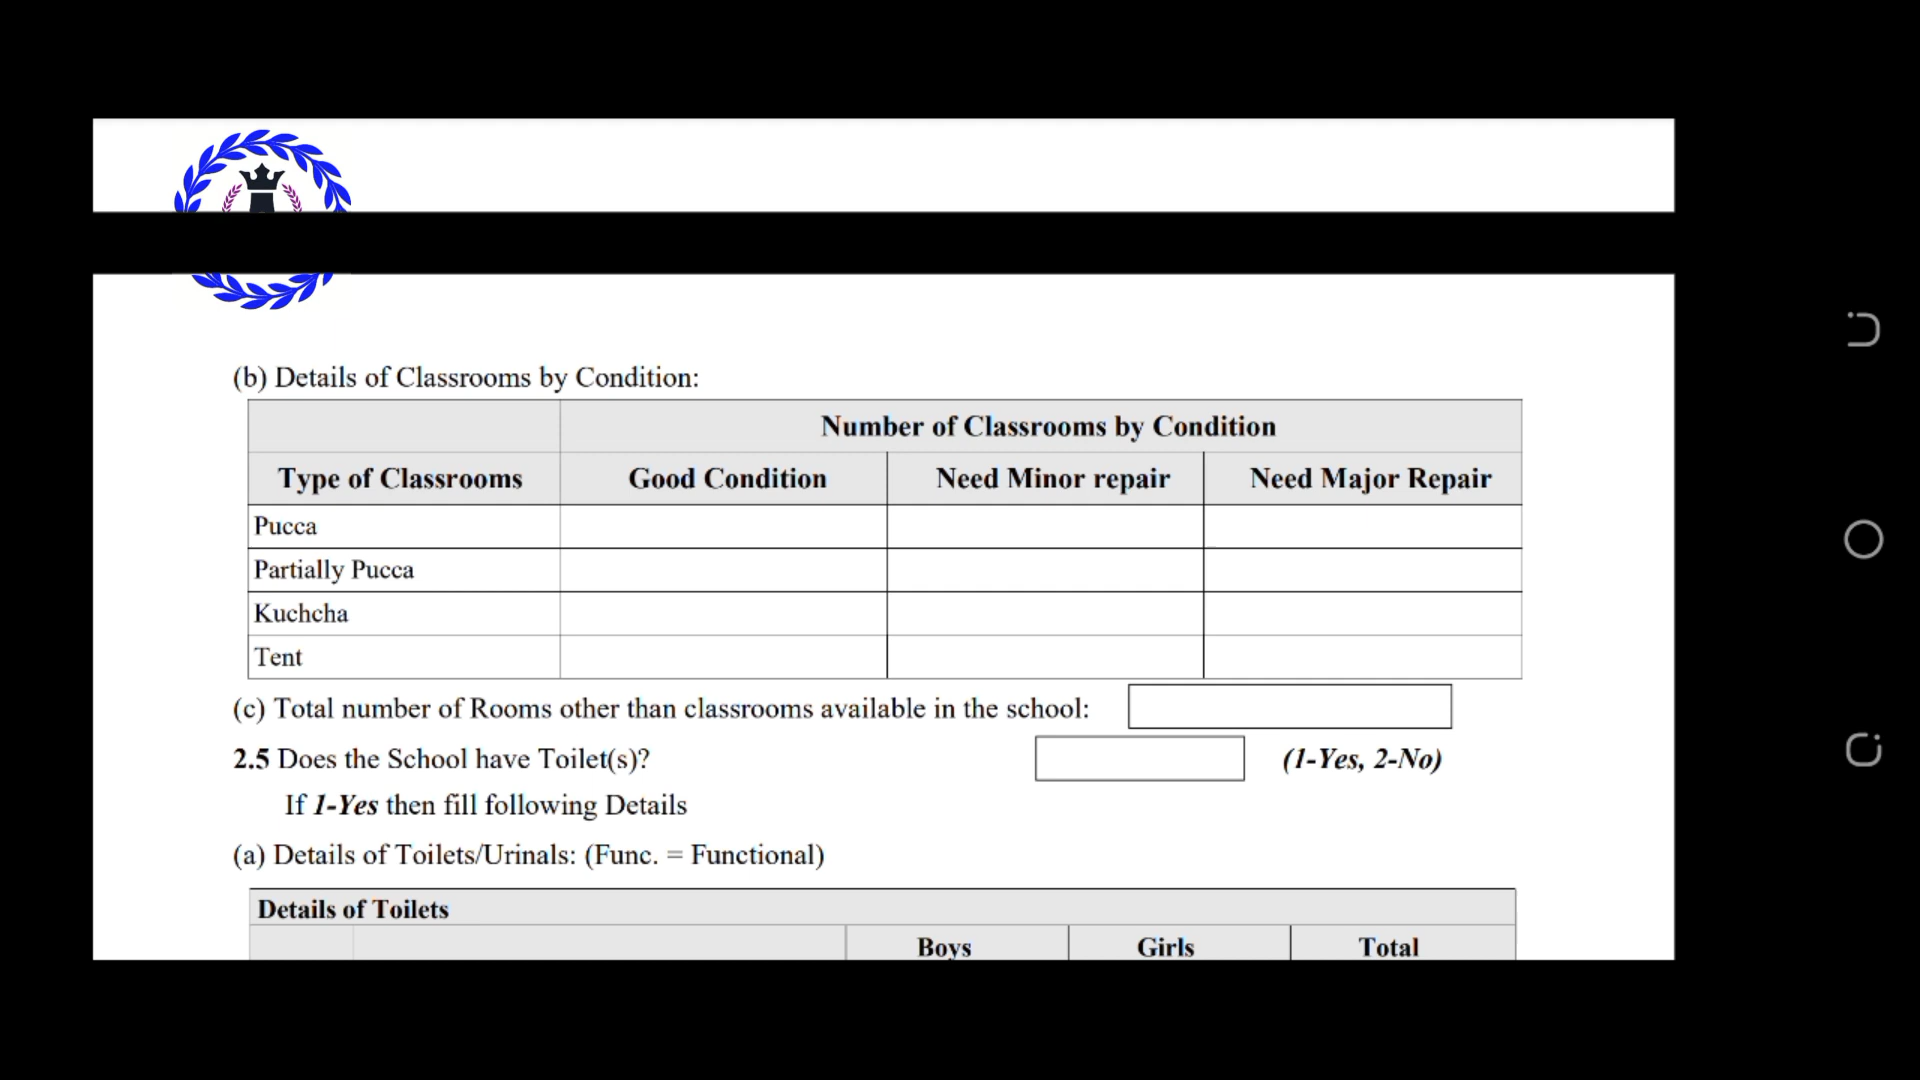 (b) Details of Classrooms by Condition:
Number of Classrooms by Condition
Type of Classrooms Good Condition Need Minor repair Need Major Repair
Pucca
Partially Pucca
Kuchcha
Tent
(c) Total number of Rooms other than classrooms available in the school:
2.5 Does the School have Toilet(s)? (1-Yes, 2-No)
If 1-Yes then fill following Details
(a) Details of Toilets/Urinals: (Func. = Functional)
Details of Toilets
Boys Girls Total